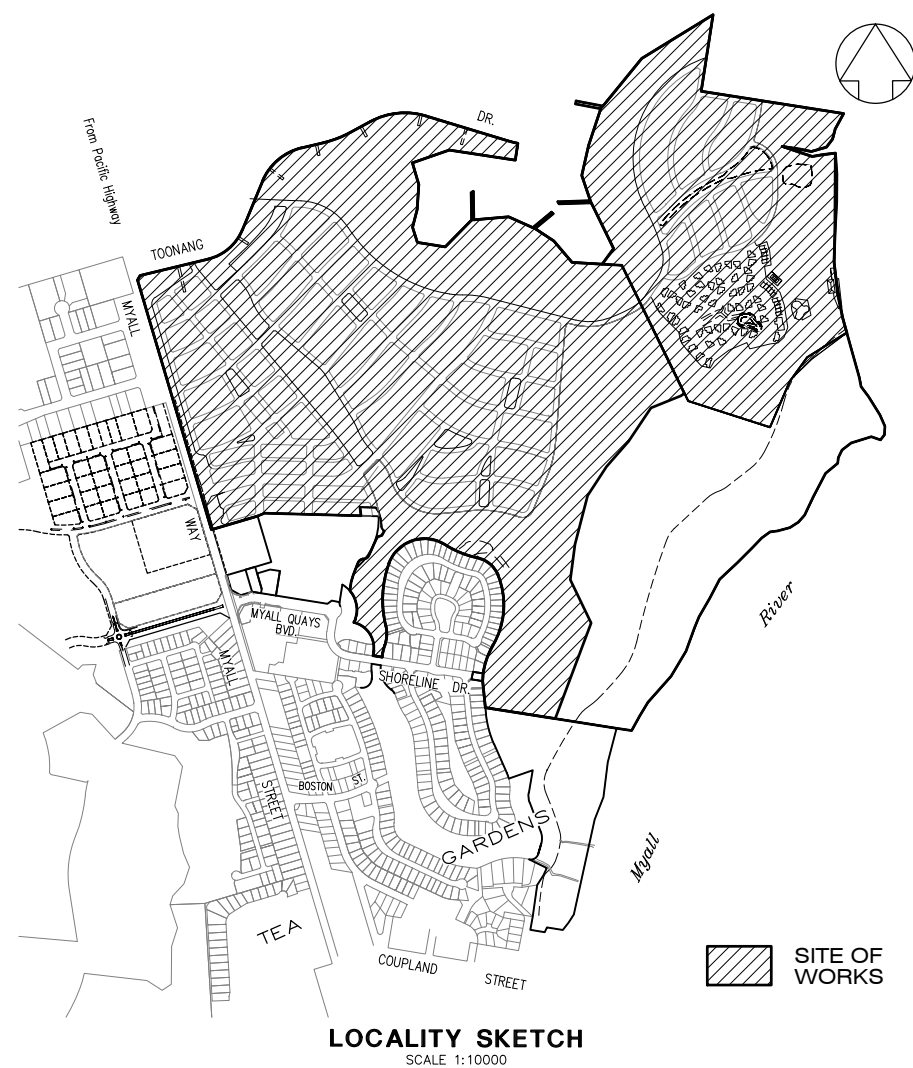 DR.
From Pacific Highway
TOONANG
MYALL
WAY
River
MYALL QUAYS
BVD.
MYALL
SHORELINE DR.
BOSTON ST.
STREET
GARDENS
Myall
TEA
COUPLAND STREET
SITE OF
WORKS
LOCALITY SKETCH
SCALE 1:10000